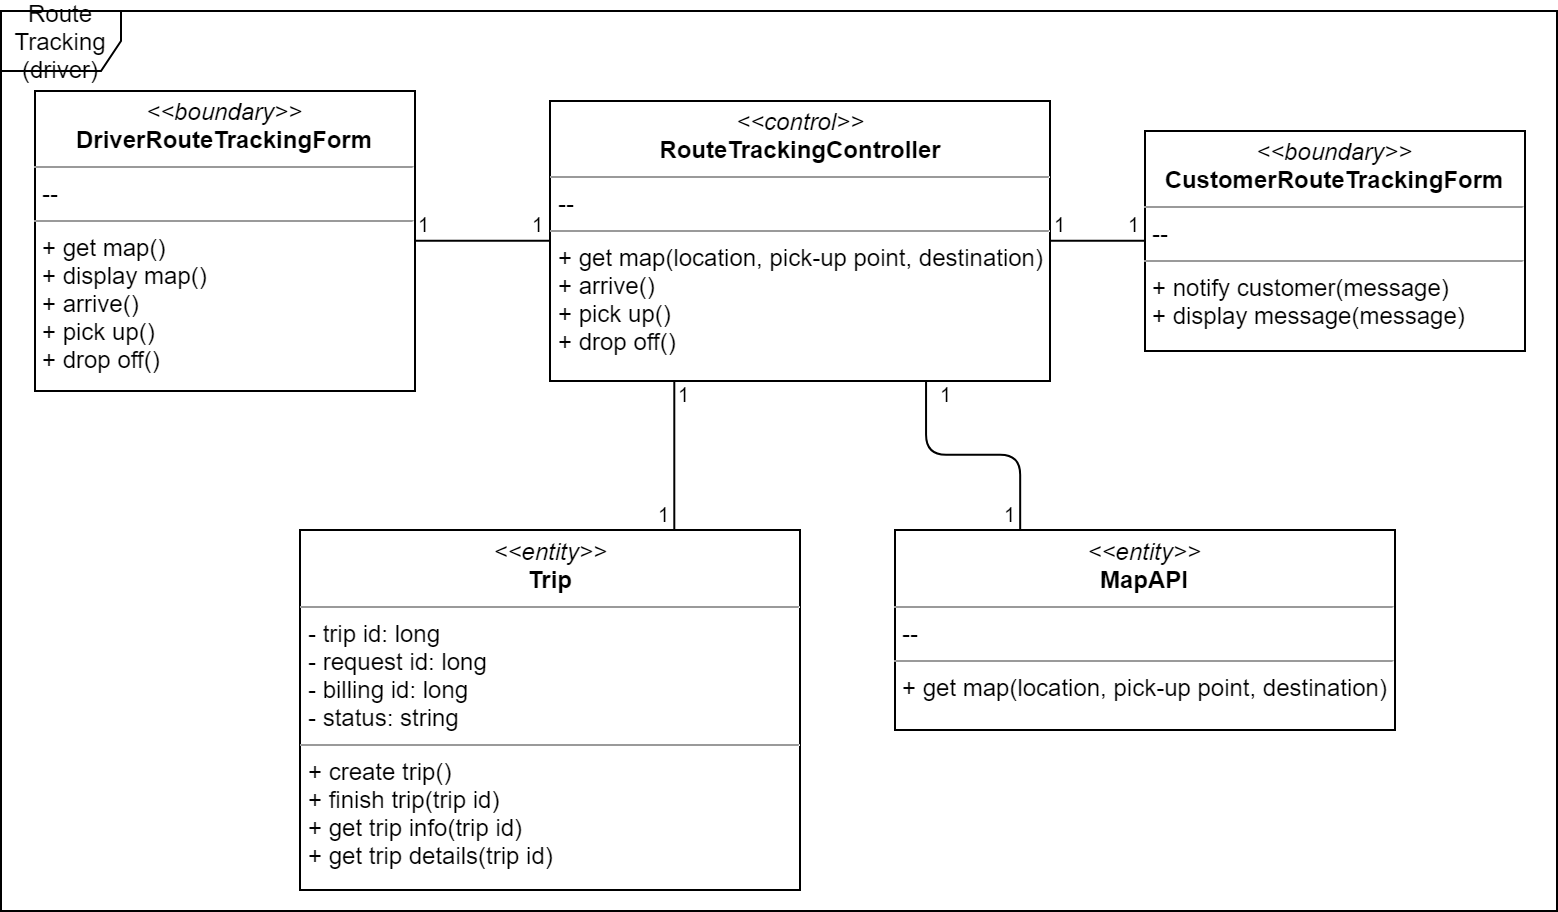 Route
Tracking
(driver)
<<boundary>>
DriverRouteTrackingForm
--
+ get map()
+ display map()
+ arrive()
+ pick up()
+ drop off()
1
1
<<control>>
RouteTrackingController
--
+ get map(location, pick-up point, destination)
+ arrive()
+ pick up()
+ drop off()
1
1
<<boundary>>
CustomerRouteTrackingForm
--
+ notify customer(message)
+ display message(message)
1
1
1
1
<<entity>>
Trip
- trip id: long
- request id: long
- billing id: long
- status: string
+ create trip()
+ finish trip(trip id)
+ get trip info(trip id)
+ get trip details(trip id)
<<entity>>
MapAPI
--
+ get map(location, pick-up point, destination)